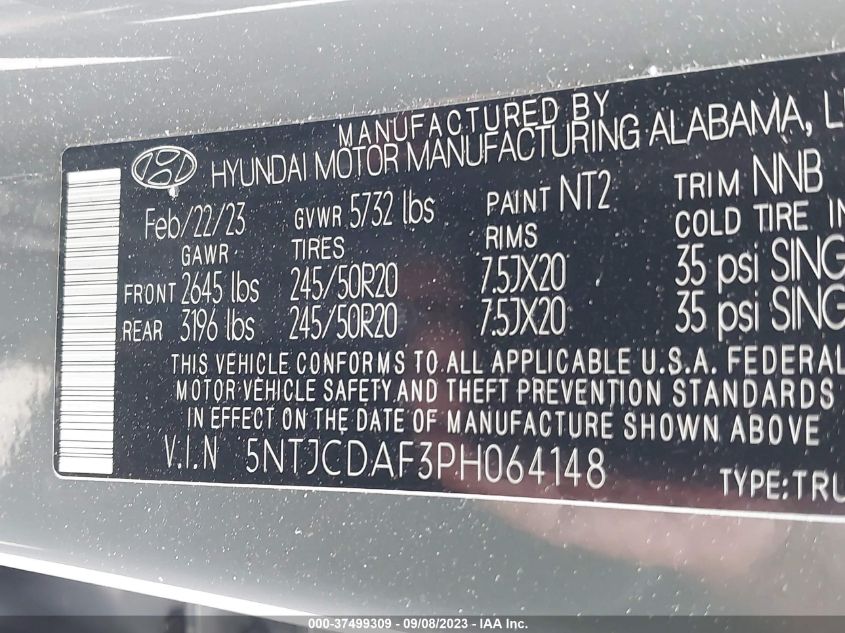 MANUFACTURED BY
HYUNDAI MOTOR MANUFACTURING ALABAMA,
Feb/22/23 GVWR 5732 lbs PAINT NT2 TRIM NNB
GAWR TIRES RIMS COLD TIRE
FRONT 2645 lbs 245/50R20 7.5JX20 35 psi SING
REAR 3196 lbs 245/50R20 7.5JX20 35 psi SING
THIS VEHICLE CONFORMS TO ALL APPLICABLE U.S.A. FEDERAL
MOTOR VEHICLE SAFETY AND THEFT PREVENTION STANDARDS
IN EFFECT ON THE DATE OF MANUFACTURE SHOWN ABOVE
V.I.N 5NTJCDAF3PH064148 TYPE:TRU
000-37499309 - 09/08/2023 - IAA Inc.